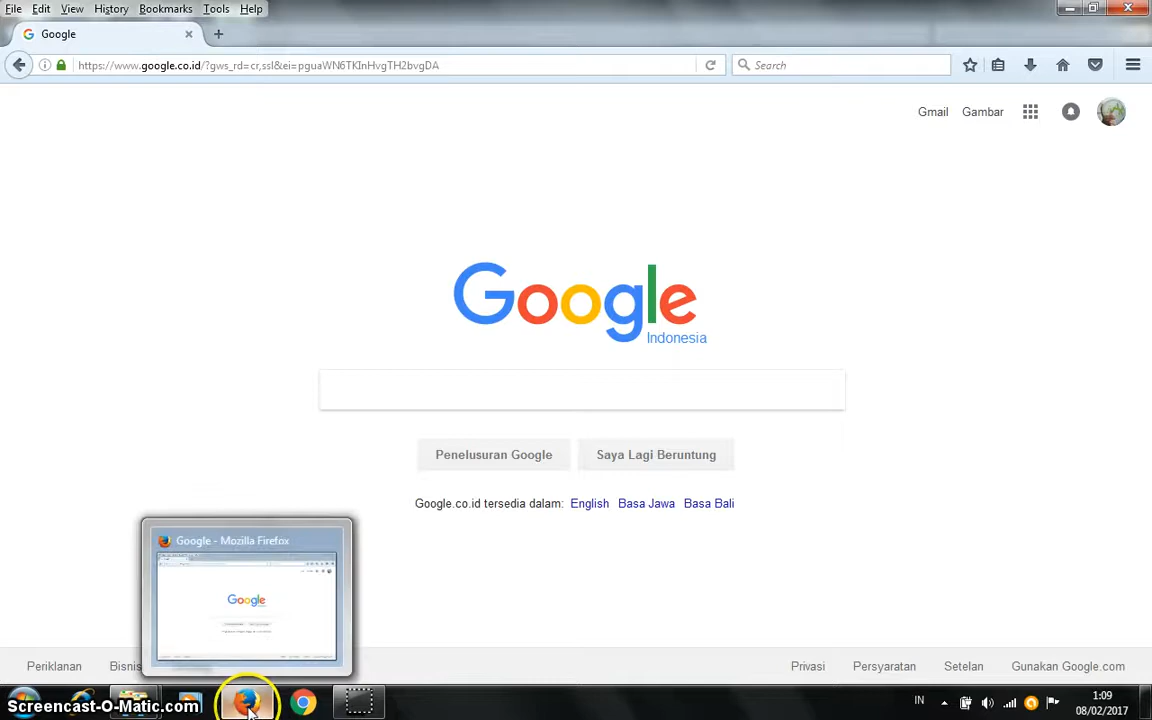 File Edit View History Bookmarks Tools Help
Google
https://www.google.co.id/?gws_rd=cr,ssl&ei=pguaWN6TKInHvgTH2bvgDA
Search
Gmail Gambar
Google
Indonesia
Penelusuran Google Saya Lagi Beruntung
Google.co.id tersedia dalam: English Basa Jawa Basa Bali
Google - Mozilla Firefox
Google
Periklanan Bisnis Privasi Persyaratan Setelan Gunakan Google.com
Screencast-O-Matic.com
IN
1:09
08/02/2017